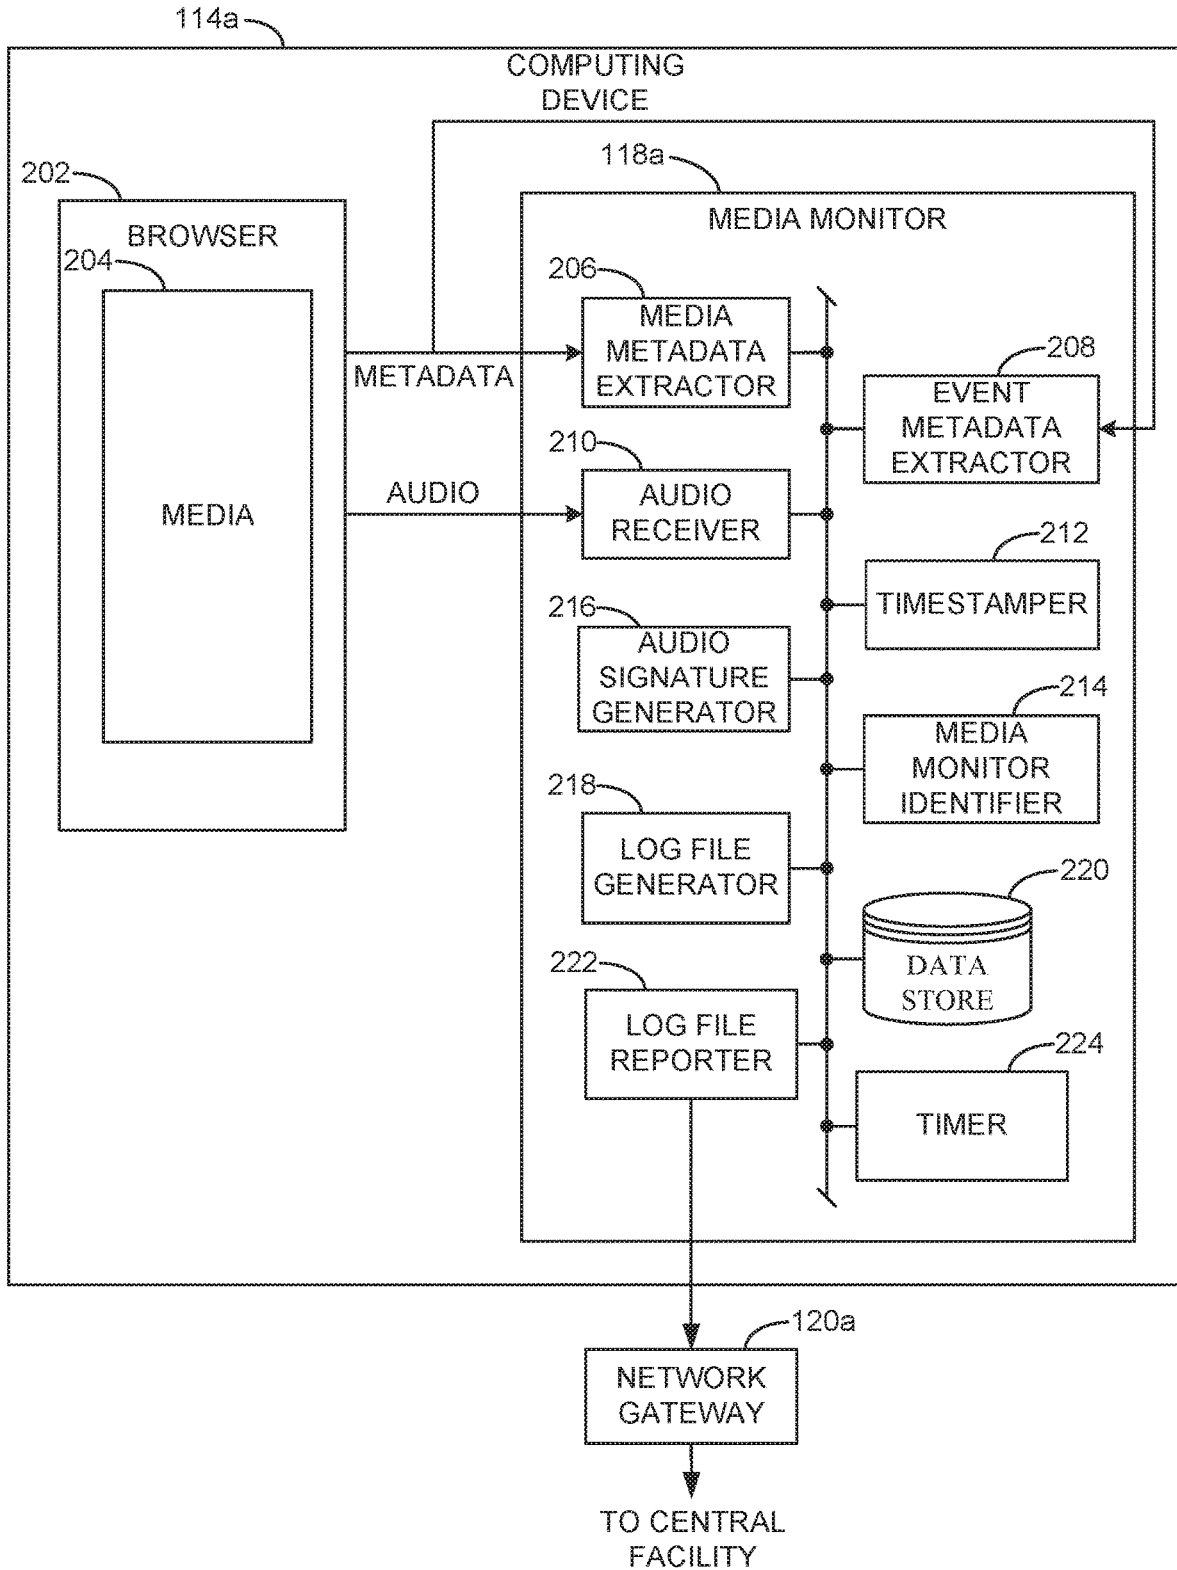 114a
COMPUTING
DEVICE
118a
202
BROWSER
204
MEDIA
METADATA
AUDIO
MEDIA MONITOR
206
MEDIA
METADATA
EXTRACTOR
208
EVENT
METADATA
EXTRACTOR
210
AUDIO
RECEIVER
212
TIMESTAMPER
216
AUDIO
SIGNATURE
GENERATOR
214
MEDIA
MONITOR
IDENTIFIER
218
LOG FILE
GENERATOR
220
DATA
STORE
222
LOG FILE
REPORTER
224
TIMER
120a
NETWORK
GATEWAY
TO CENTRAL
FACILITY